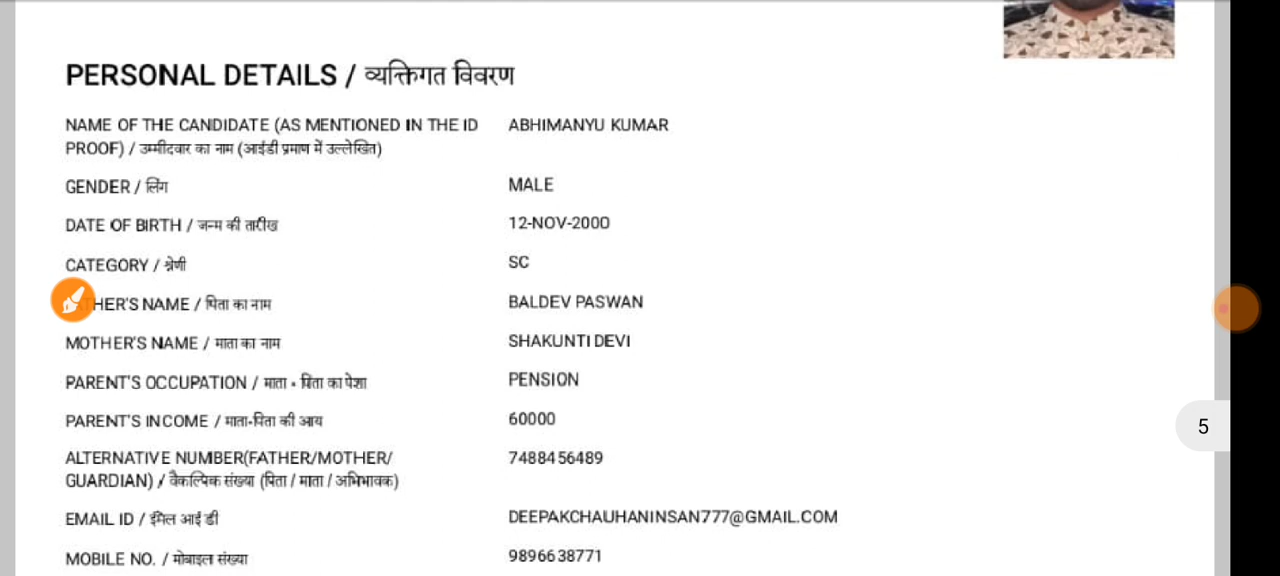 PERSONAL DETAILS / व्यक्तिगत विवरण
NAME OF THE CANDIDATE (AS MENTIONED IN THE ID ABHIMANYU KUMAR
PROOF) / उम्मीदवार का नाम (आईडी प्रमाण में उल्लेखित)
GENDER / लिंग MALE
DATE OF BIRTH / जन्म की तारीख 12-NOV-2000
CATEGORY / श्रेणी SC
THER'S NAME / पिता का नाम BALDEV PASWAN
MOTHER'S NAME / माता का नाम SHAKUNTI DEVI
PARENT'S OCCUPATION / माता - पिता का पेशा PENSION
PARENT'S INCOME / माता-पिता की आय 60000
5
ALTERNATIVE NUMBER(FATHER/MOTHER/ 7488456489
GUARDIAN) / वैकल्पिक संख्या (पिता / माता / अभिभावक)
EMAIL ID / ईमेल आई डी DEEPAKCHAUHANINSAN777@GMAIL.COM
MOBILE NO. / मोबाइल संख्या 9896638771